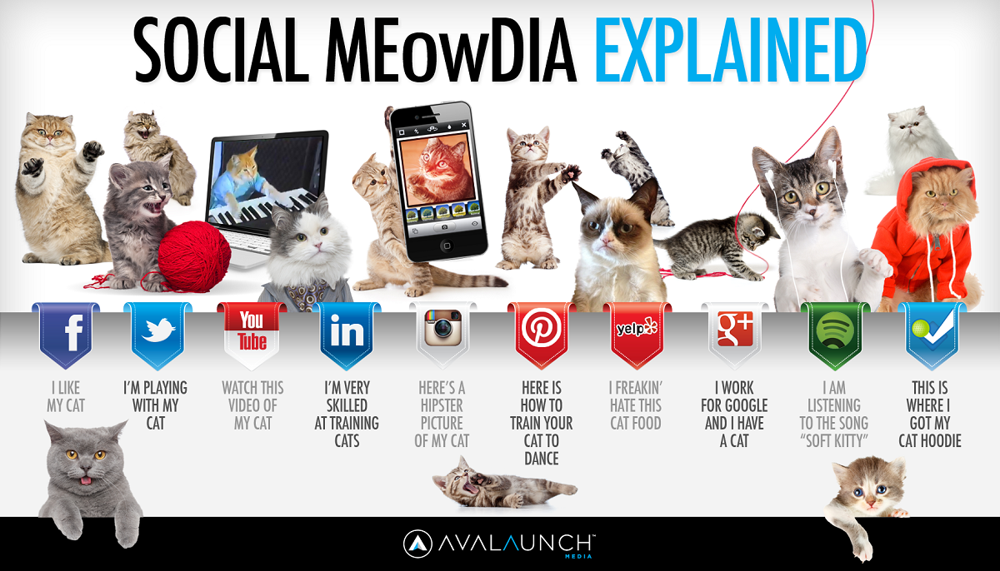 SOCIAL MEowDIA EXPLAINED
f
You
Tube
in
yelp
g+
I LIKE
MY CAT
I'M PLAYING
WITH MY
CAT
WATCH THIS
VIDEO OF
MY CAT
I'M VERY
SKILLED
AT TRAINING
CATS
HERE'S A
HIPSTER
PICTURE
OF MY CAT
HERE IS
HOW TO
TRAIN YOUR
CAT TO
DANCE
I FREAKIN'
HATE THIS
CAT FOOD
I WORK
FOR GOOGLE
AND I HAVE
A CAT
I AM
LISTENING
TO THE SONG
"SOFT KITTY"
THIS IS
WHERE I
GOT MY
CAT HOODIE
AVALAUNCH™
MEDIA